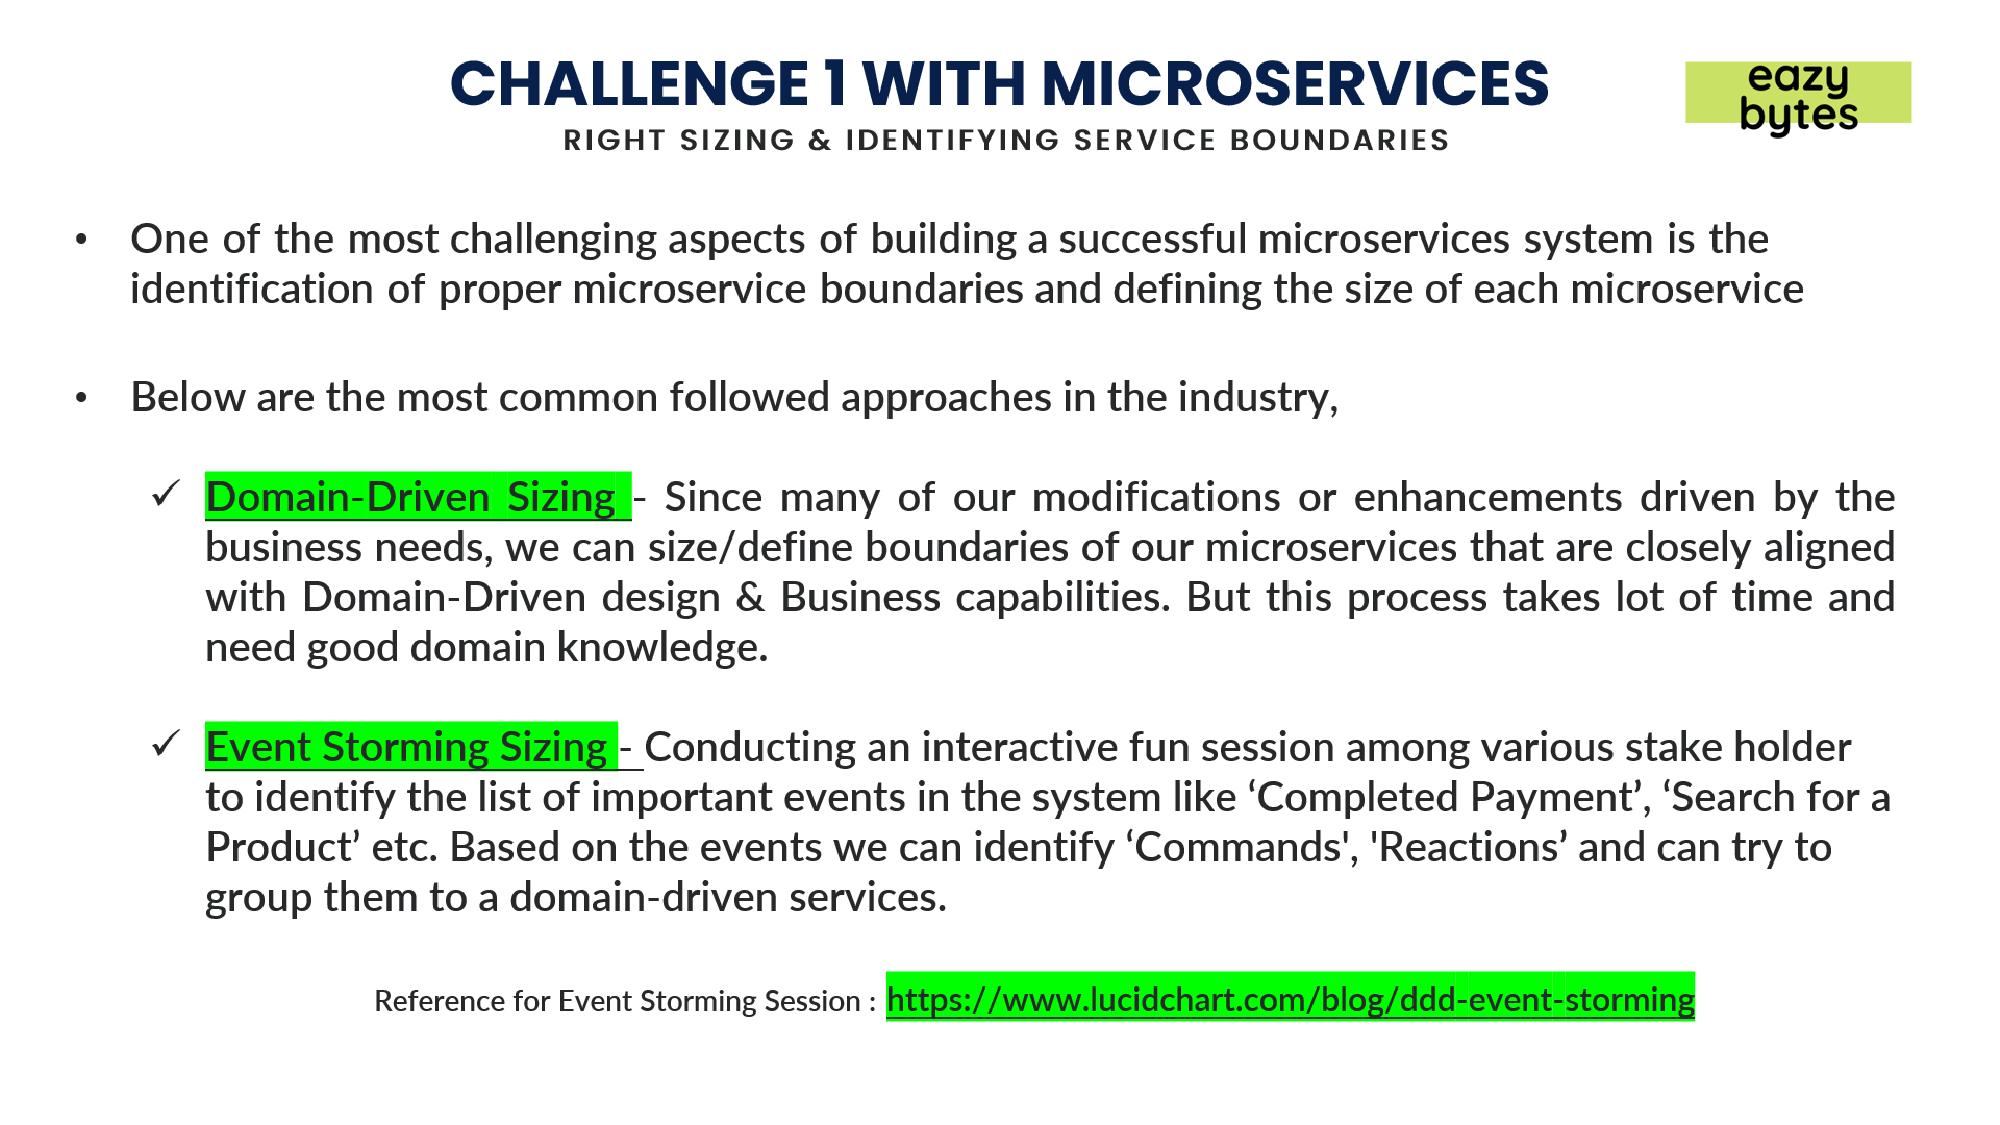 CHALLENGE 1 WITH MICROSERVICES
eazy
bytes
RIGHT SIZING & IDENTIFYING SERVICE BOUNDARIES
• One of the most challenging aspects of building a successful microservices system is the
identification of proper microservice boundaries and defining the size of each microservice
• Below are the most common followed approaches in the industry,
✓ Domain-Driven Sizing - Since many of our modifications or enhancements driven by the
business needs, we can size/define boundaries of our microservices that are closely aligned
with Domain-Driven design & Business capabilities. But this process takes lot of time and
need good domain knowledge.
✓ Event Storming Sizing - Conducting an interactive fun session among various stake holder
to identify the list of important events in the system like ‘Completed Payment’, ‘Search for a
Product’ etc. Based on the events we can identify ‘Commands', 'Reactions’ and can try to
group them to a domain-driven services.
Reference for Event Storming Session : https://www.lucidchart.com/blog/ddd-event-storming